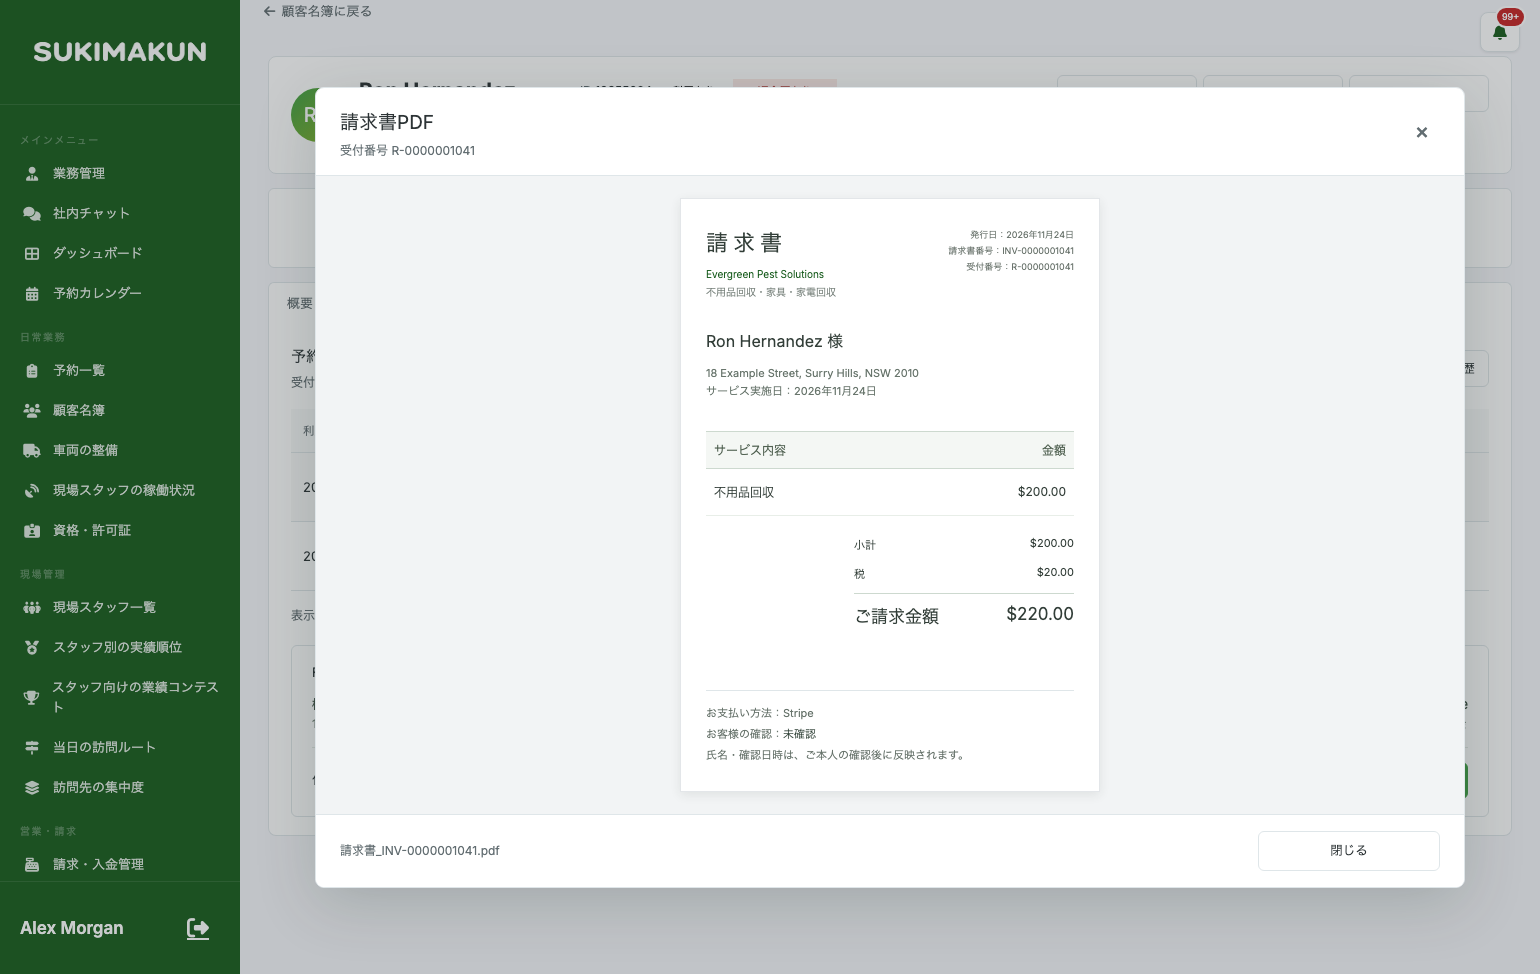 SUKIMAKUN
メインメニュー
業務管理
社内チャット
ダッシュボード
予約カレンダー
日常業務
予約一覧
顧客名簿
車両の整備
現場スタッフの稼働状況
資格・許可証
現場管理
現場スタッフ一覧
スタッフ別の実績順位
スタッフ向けの業績コンテス
ト
当日の訪問ルート
訪問先の集中度
営業・請求
請求・入金管理
Alex Morgan
← 顧客名簿に戻る
99+
Ron Hernandez
概要
表示
請求書PDF
受付番号 R-0000001041
×
請求書
Evergreen Pest Solutions
不用品回収・家具・家電回収
発行日：2026年11月24日
請求書番号：INV-0000001041
受付番号：R-0000001041
Ron Hernandez 様
18 Example Street, Surry Hills, NSW 2010
サービス実施日：2026年11月24日
サービス内容 金額
不用品回収 $200.00
小計 $200.00
税 $20.00
ご請求金額 $220.00
お支払い方法：Stripe
お客様の確認：未確認
氏名・確認日時は、ご本人の確認後に反映されます。
請求書_INV-0000001041.pdf
閉じる